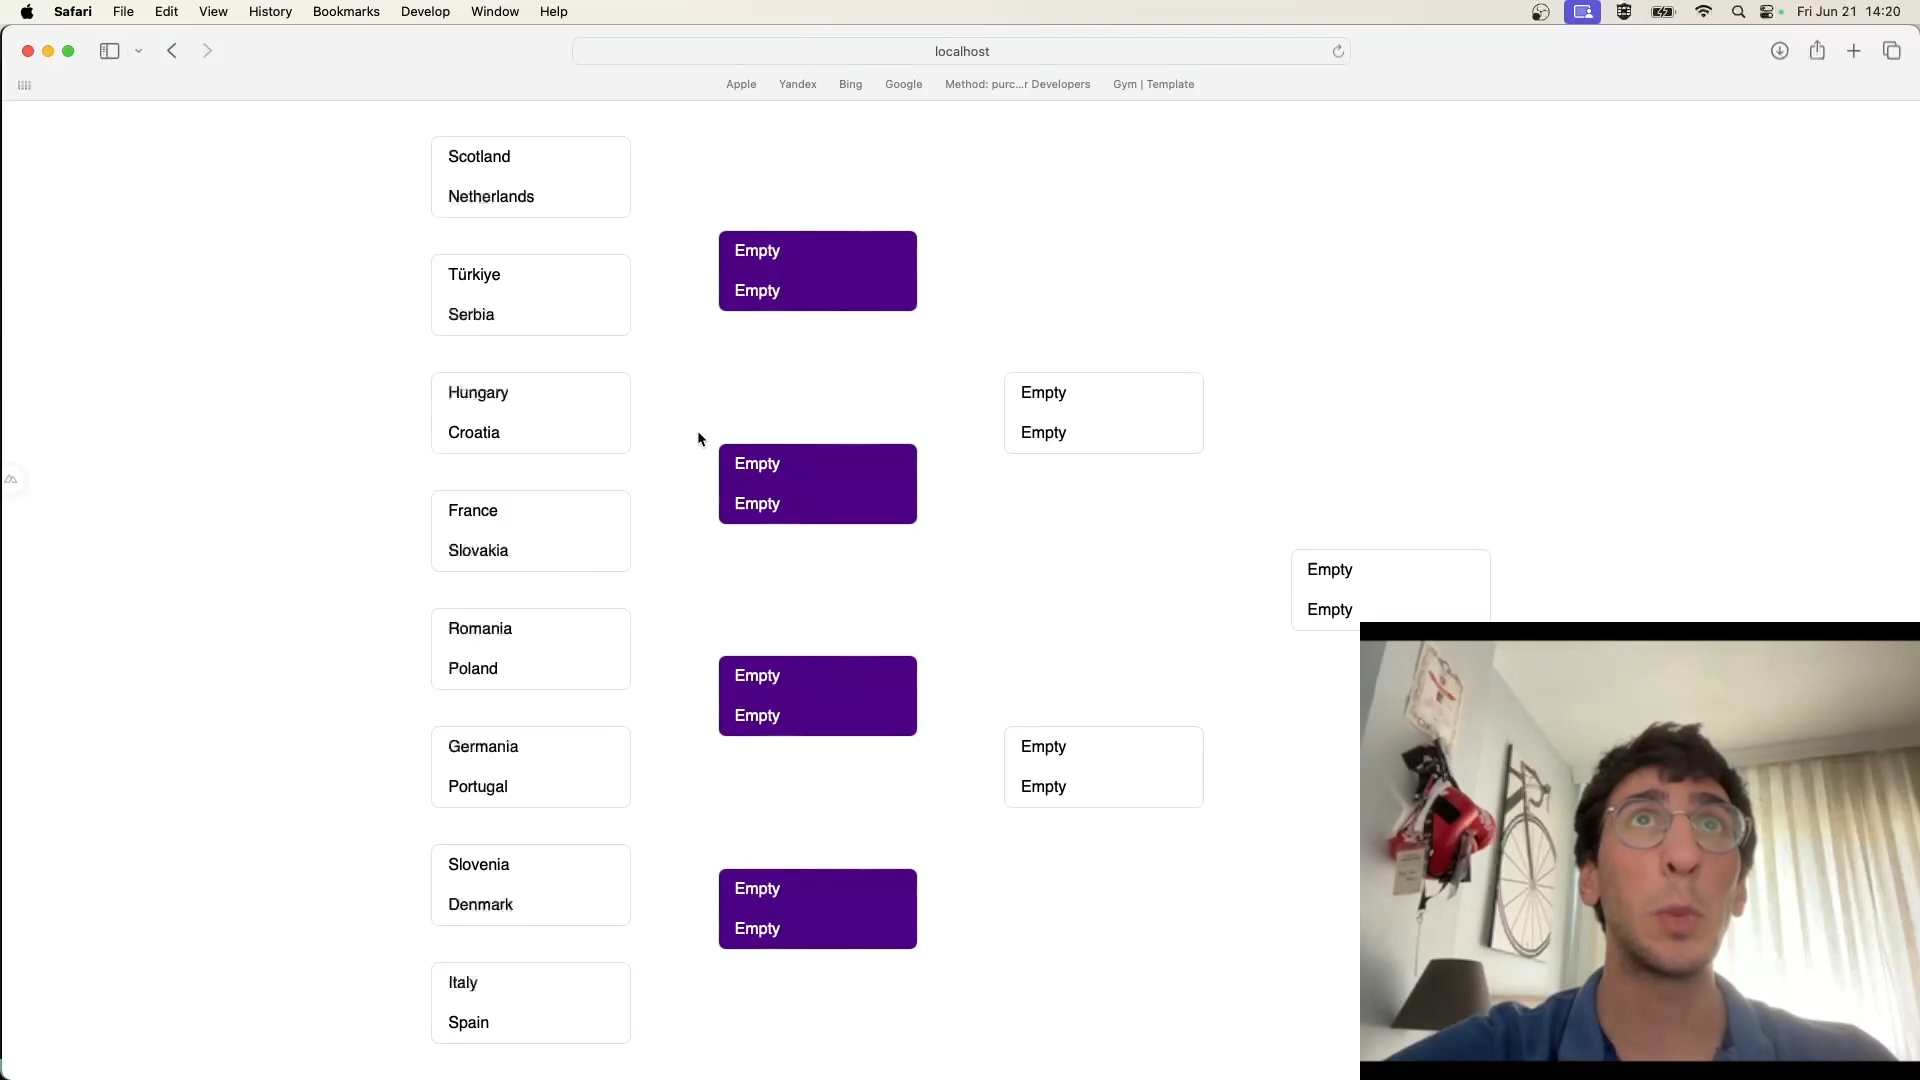 Safari File Edit View History Bookmarks Develop Window Help
Fri Jun 21 14:20
localhost
Apple Yandex Bing Google Method: purc...r Developers Gym | Template
Scotland
Netherlands
Türkiye
Serbia
Hungary
Croatia
France
Slovakia
Romania
Poland
Germania
Portugal
Slovenia
Denmark
Italy
Spain
Empty
Empty
Empty
Empty
Empty
Empty
Empty
Empty
Empty
Empty
Empty
Empty
Empty
Empty